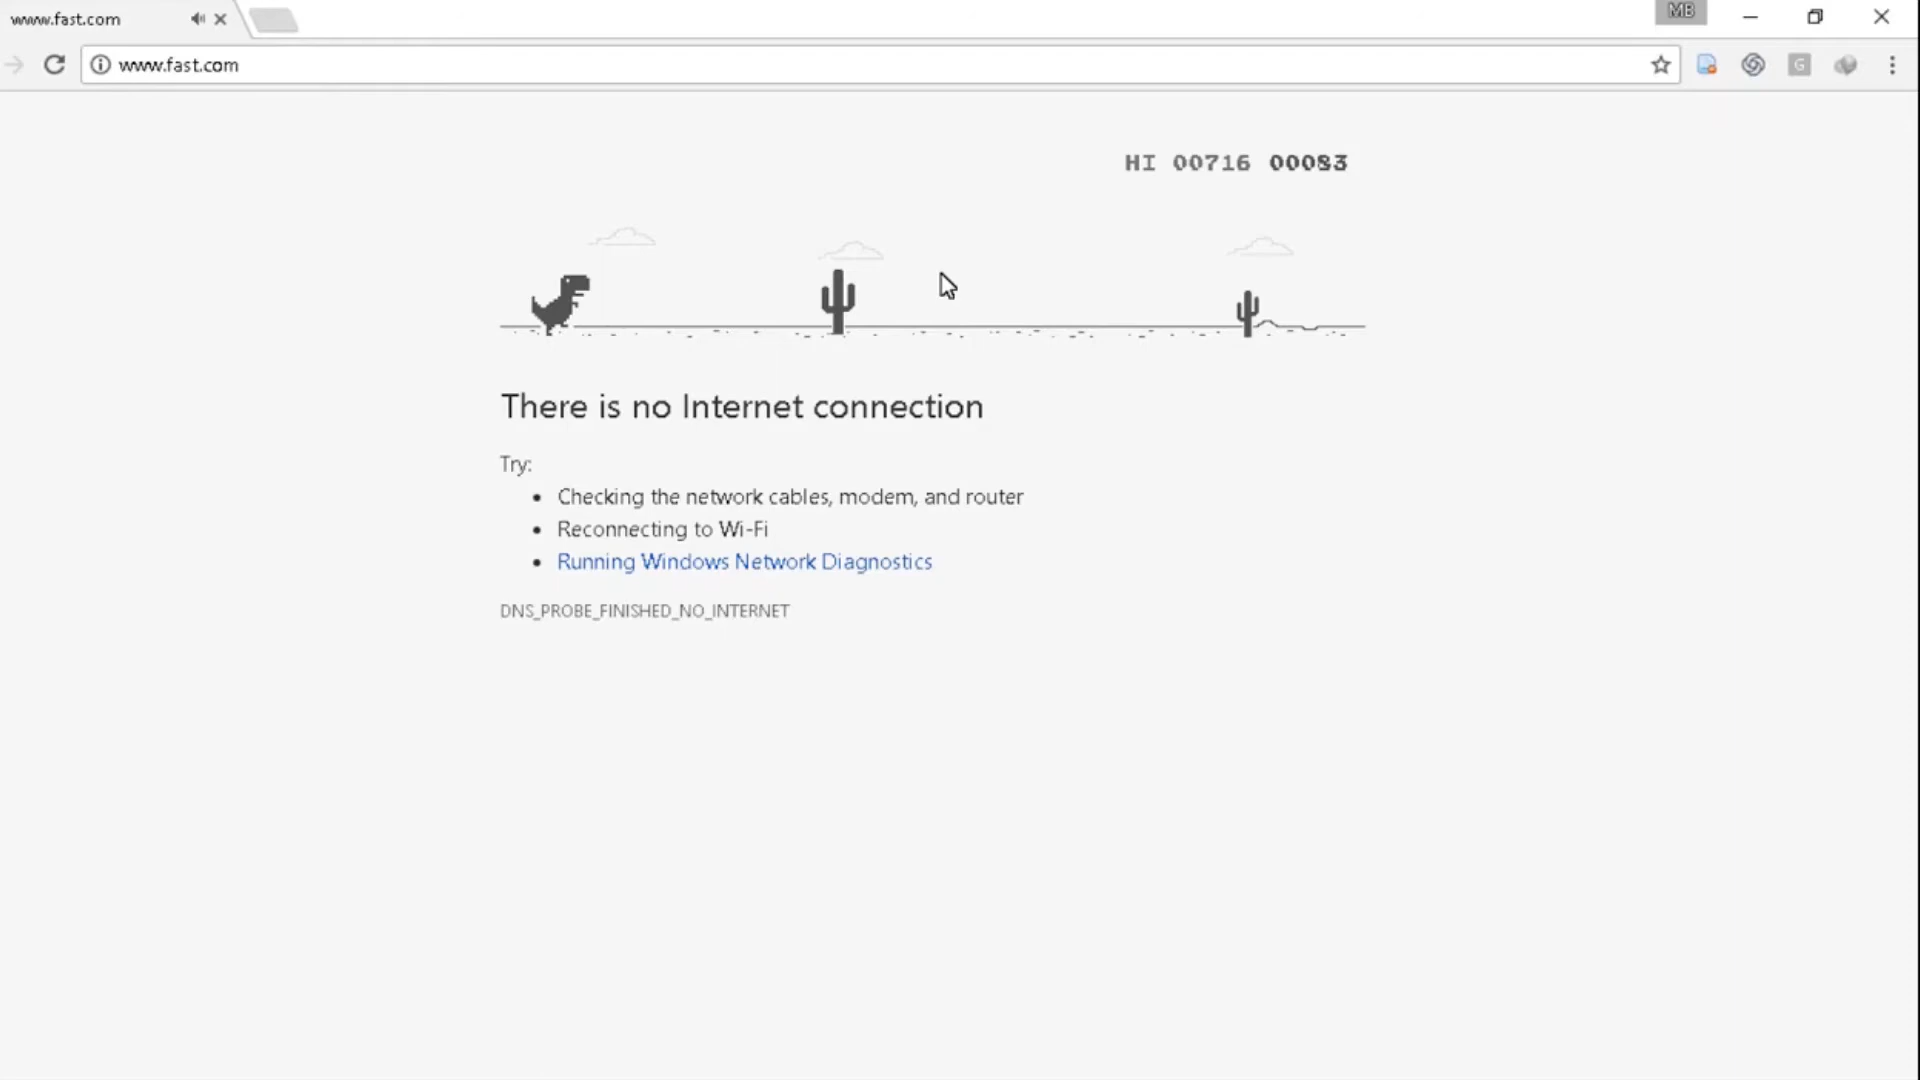 www.fast.com
MB
www.fast.com
G
HI 00716 00083
There is no Internet connection
Try:
Checking the network cables, modem, and router
Reconnecting to Wi-Fi
Running Windows Network Diagnostics
DNS_PROBE_FINISHED_NO_INTERNET